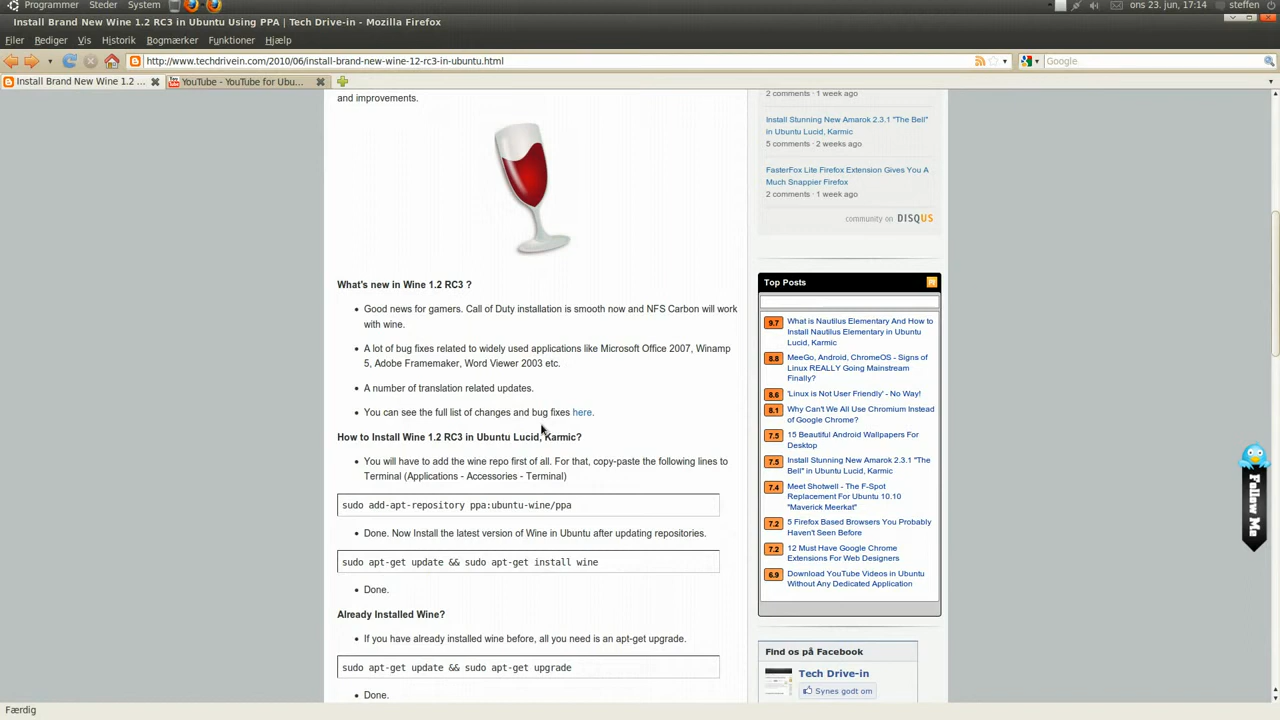 Programmer Steder System ons 23. jun, 17:14 steffen
Install Brand New Wine 1.2 RC3 in Ubuntu Using PPA | Tech Drive-in - Mozilla Firefox
Filer Rediger Vis Historik Bogmærker Funktioner Hjælp
http://www.techdrivein.com/2010/06/install-brand-new-wine-12-rc3-in-ubuntu.html
Google
Install Brand New Wine 1.2 ...
YouTube - YouTube for Ubu...
and improvements.
What's new in Wine 1.2 RC3 ?
Good news for gamers. Call of Duty installation is smooth now and NFS Carbon will work
with wine.
A lot of bug fixes related to widely used applications like Microsoft Office 2007, Winamp
5, Adobe Framemaker, Word Viewer 2003 etc.
A number of translation related updates.
You can see the full list of changes and bug fixes here.
How to Install Wine 1.2 RC3 in Ubuntu Lucid, Karmic?
You will have to add the wine repo first of all. For that, copy-paste the following lines to
Terminal (Applications - Accessories - Terminal)
sudo add-apt-repository ppa:ubuntu-wine/ppa
Done. Now Install the latest version of Wine in Ubuntu after updating repositories.
sudo apt-get update && sudo apt-get install wine
Done.
Already Installed Wine?
If you have already installed wine before, all you need is an apt-get upgrade.
sudo apt-get update && sudo apt-get upgrade
Done.
2 comments · 1 week ago
Install Stunning New Amarok 2.3.1 "The Bell"
in Ubuntu Lucid, Karmic
5 comments · 2 weeks ago
FasterFox Lite Firefox Extension Gives You A
Much Snappier Firefox
2 comments · 1 week ago
community on DISQUS
Top Posts
9.7 What is Nautilus Elementary And How to
Install Nautilus Elementary in Ubuntu
Lucid, Karmic
8.8 MeeGo, Android, ChromeOS - Signs of
Linux REALLY Going Mainstream
Finally?
8.6 'Linux is Not User Friendly' - No Way!
8.1 Why Can't We All Use Chromium Instead
of Google Chrome?
7.5 15 Beautiful Android Wallpapers For
Desktop
7.5 Install Stunning New Amarok 2.3.1 "The
Bell" in Ubuntu Lucid, Karmic
7.4 Meet Shotwell - The F-Spot
Replacement For Ubuntu 10.10
"Maverick Meerkat"
7.2 5 Firefox Based Browsers You Probably
Haven't Seen Before
7.2 12 Must Have Google Chrome
Extensions For Web Designers
6.9 Download YouTube Videos in Ubuntu
Without Any Dedicated Application
Find os på Facebook
Tech Drive-in
Synes godt om
Follow Me
Færdig